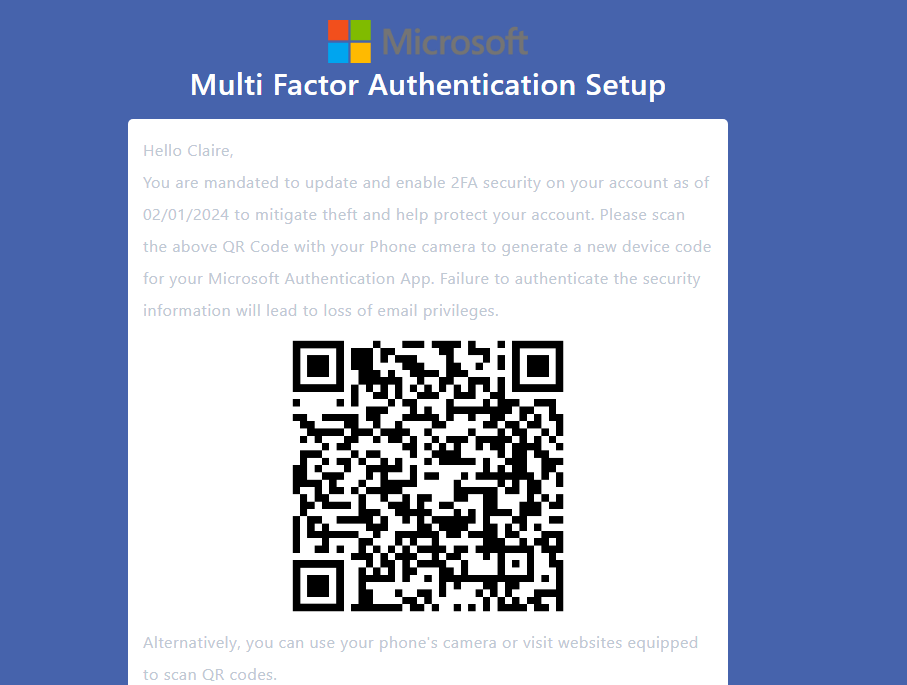 Microsoft
Multi Factor Authentication Setup
Hello Claire,
You are mandated to update and enable 2FA security on your account as of
02/01/2024 to mitigate theft and help protect your account. Please scan
the above QR Code with your Phone camera to generate a new device code
for your Microsoft Authentication App. Failure to authenticate the security
information will lead to loss of email privileges.
Alternatively, you can use your phone's camera or visit websites equipped
to scan QR codes.